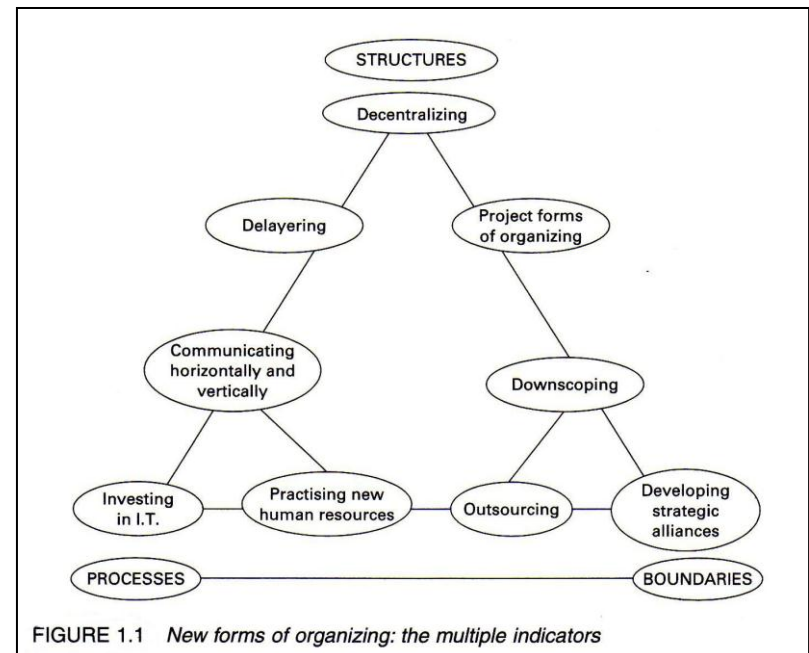 STRUCTURES
Decentralizing
Delayering
Project forms
of organizing
Communicating
horizontally and
vertically
Downscoping
Investing
in I.T.
Practising new
human resources
Outsourcing
Developing
strategic
alliances
PROCESSES
BOUNDARIES
FIGURE 1.1 New forms of organizing: the multiple indicators